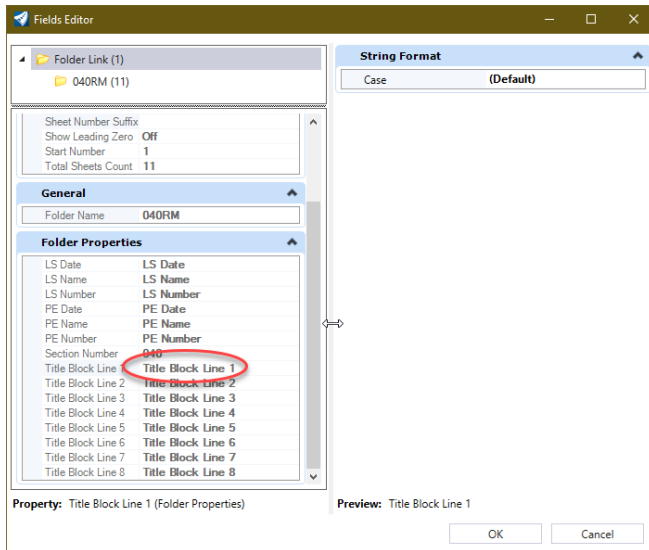 Fields Editor
Folder Link (1)
040RM (11)
Sheet Number Suffix
Show Leading Zero Off
Start Number 1
Total Sheets Count 11
General
Folder Name 040RM
Folder Properties
LS Date LS Date
LS Name LS Name
LS Number LS Number
PE Date PE Date
PE Name PE Name
PE Number PE Number
Section Number 040
Title Block Line 1 Title Block Line 1
Title Block Line 2 Title Block Line 2
Title Block Line 3 Title Block Line 3
Title Block Line 4 Title Block Line 4
Title Block Line 5 Title Block Line 5
Title Block Line 6 Title Block Line 6
Title Block Line 7 Title Block Line 7
Title Block Line 8 Title Block Line 8
Property: Title Block Line 1 (Folder Properties)
String Format
Case (Default)
Preview: Title Block Line 1
OK Cancel